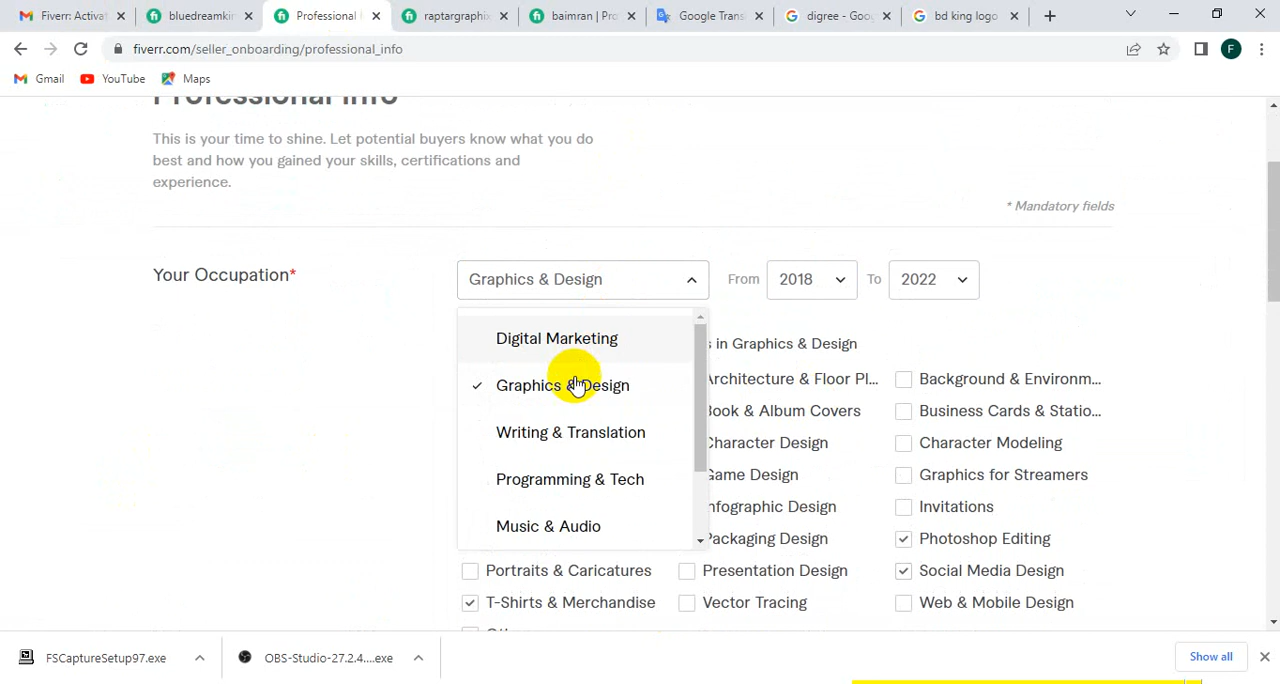 Fiverr: Activat
bluedreamkin
Professional
raptargraphix
baimran | Pro
Google Trans
digree - Goog
bd king logo
fiverr.com/seller_onboarding/professional_info
F
Gmail
YouTube
Maps
Professional Info
This is your time to shine. Let potential buyers know what you do
best and how you gained your skills, certifications and
experience.
* Mandatory fields
Your Occupation*
Graphics & Design
From
2018
To
2022
Digital Marketing
Graphics & Design
Writing & Translation
Programming & Tech
Music & Audio
s in Graphics & Design
Architecture & Floor Pl...
Background & Environm...
Book & Album Covers
Business Cards & Statio...
Character Design
Character Modeling
Game Design
Graphics for Streamers
Infographic Design
Invitations
Packaging Design
Photoshop Editing
Portraits & Caricatures
Presentation Design
Social Media Design
T-Shirts & Merchandise
Vector Tracing
Web & Mobile Design
FSCaptureSetup97.exe
OBS-Studio-27.2.4....exe
Show all